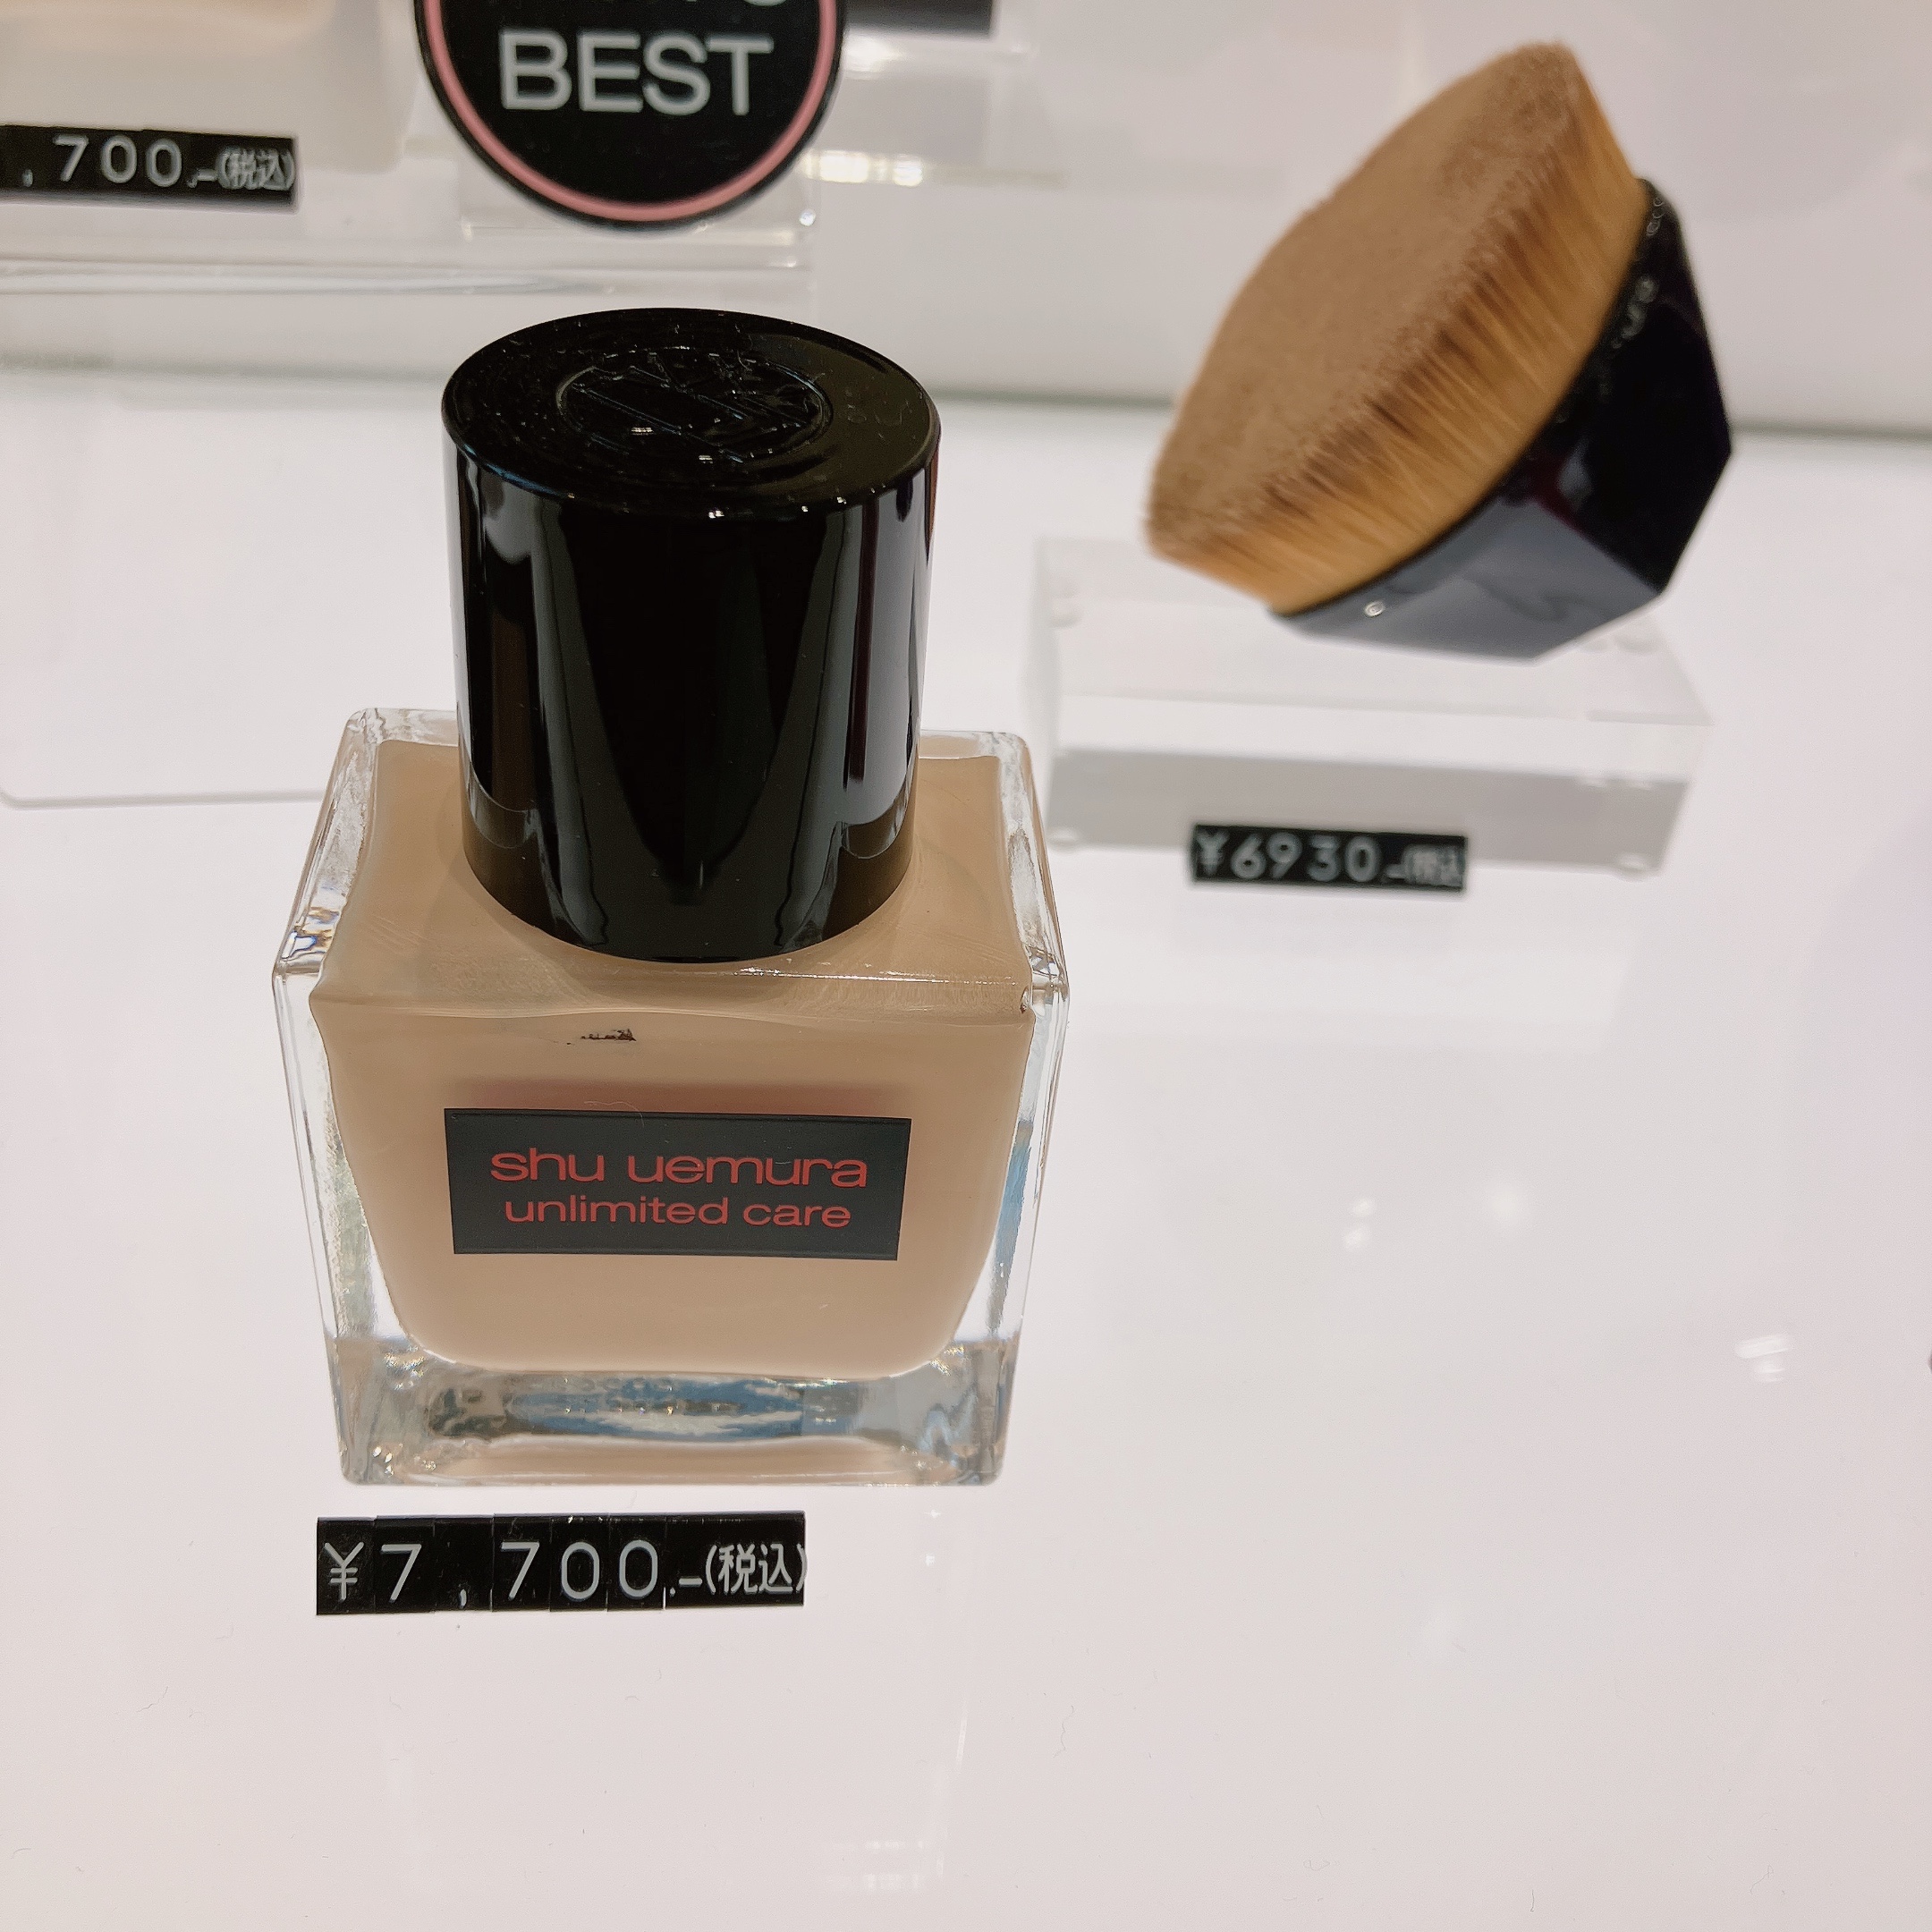 BEST
,700.-(税込)
¥6930.-(税込)
shu uemura
unlimited care
¥7,700.-(税込)